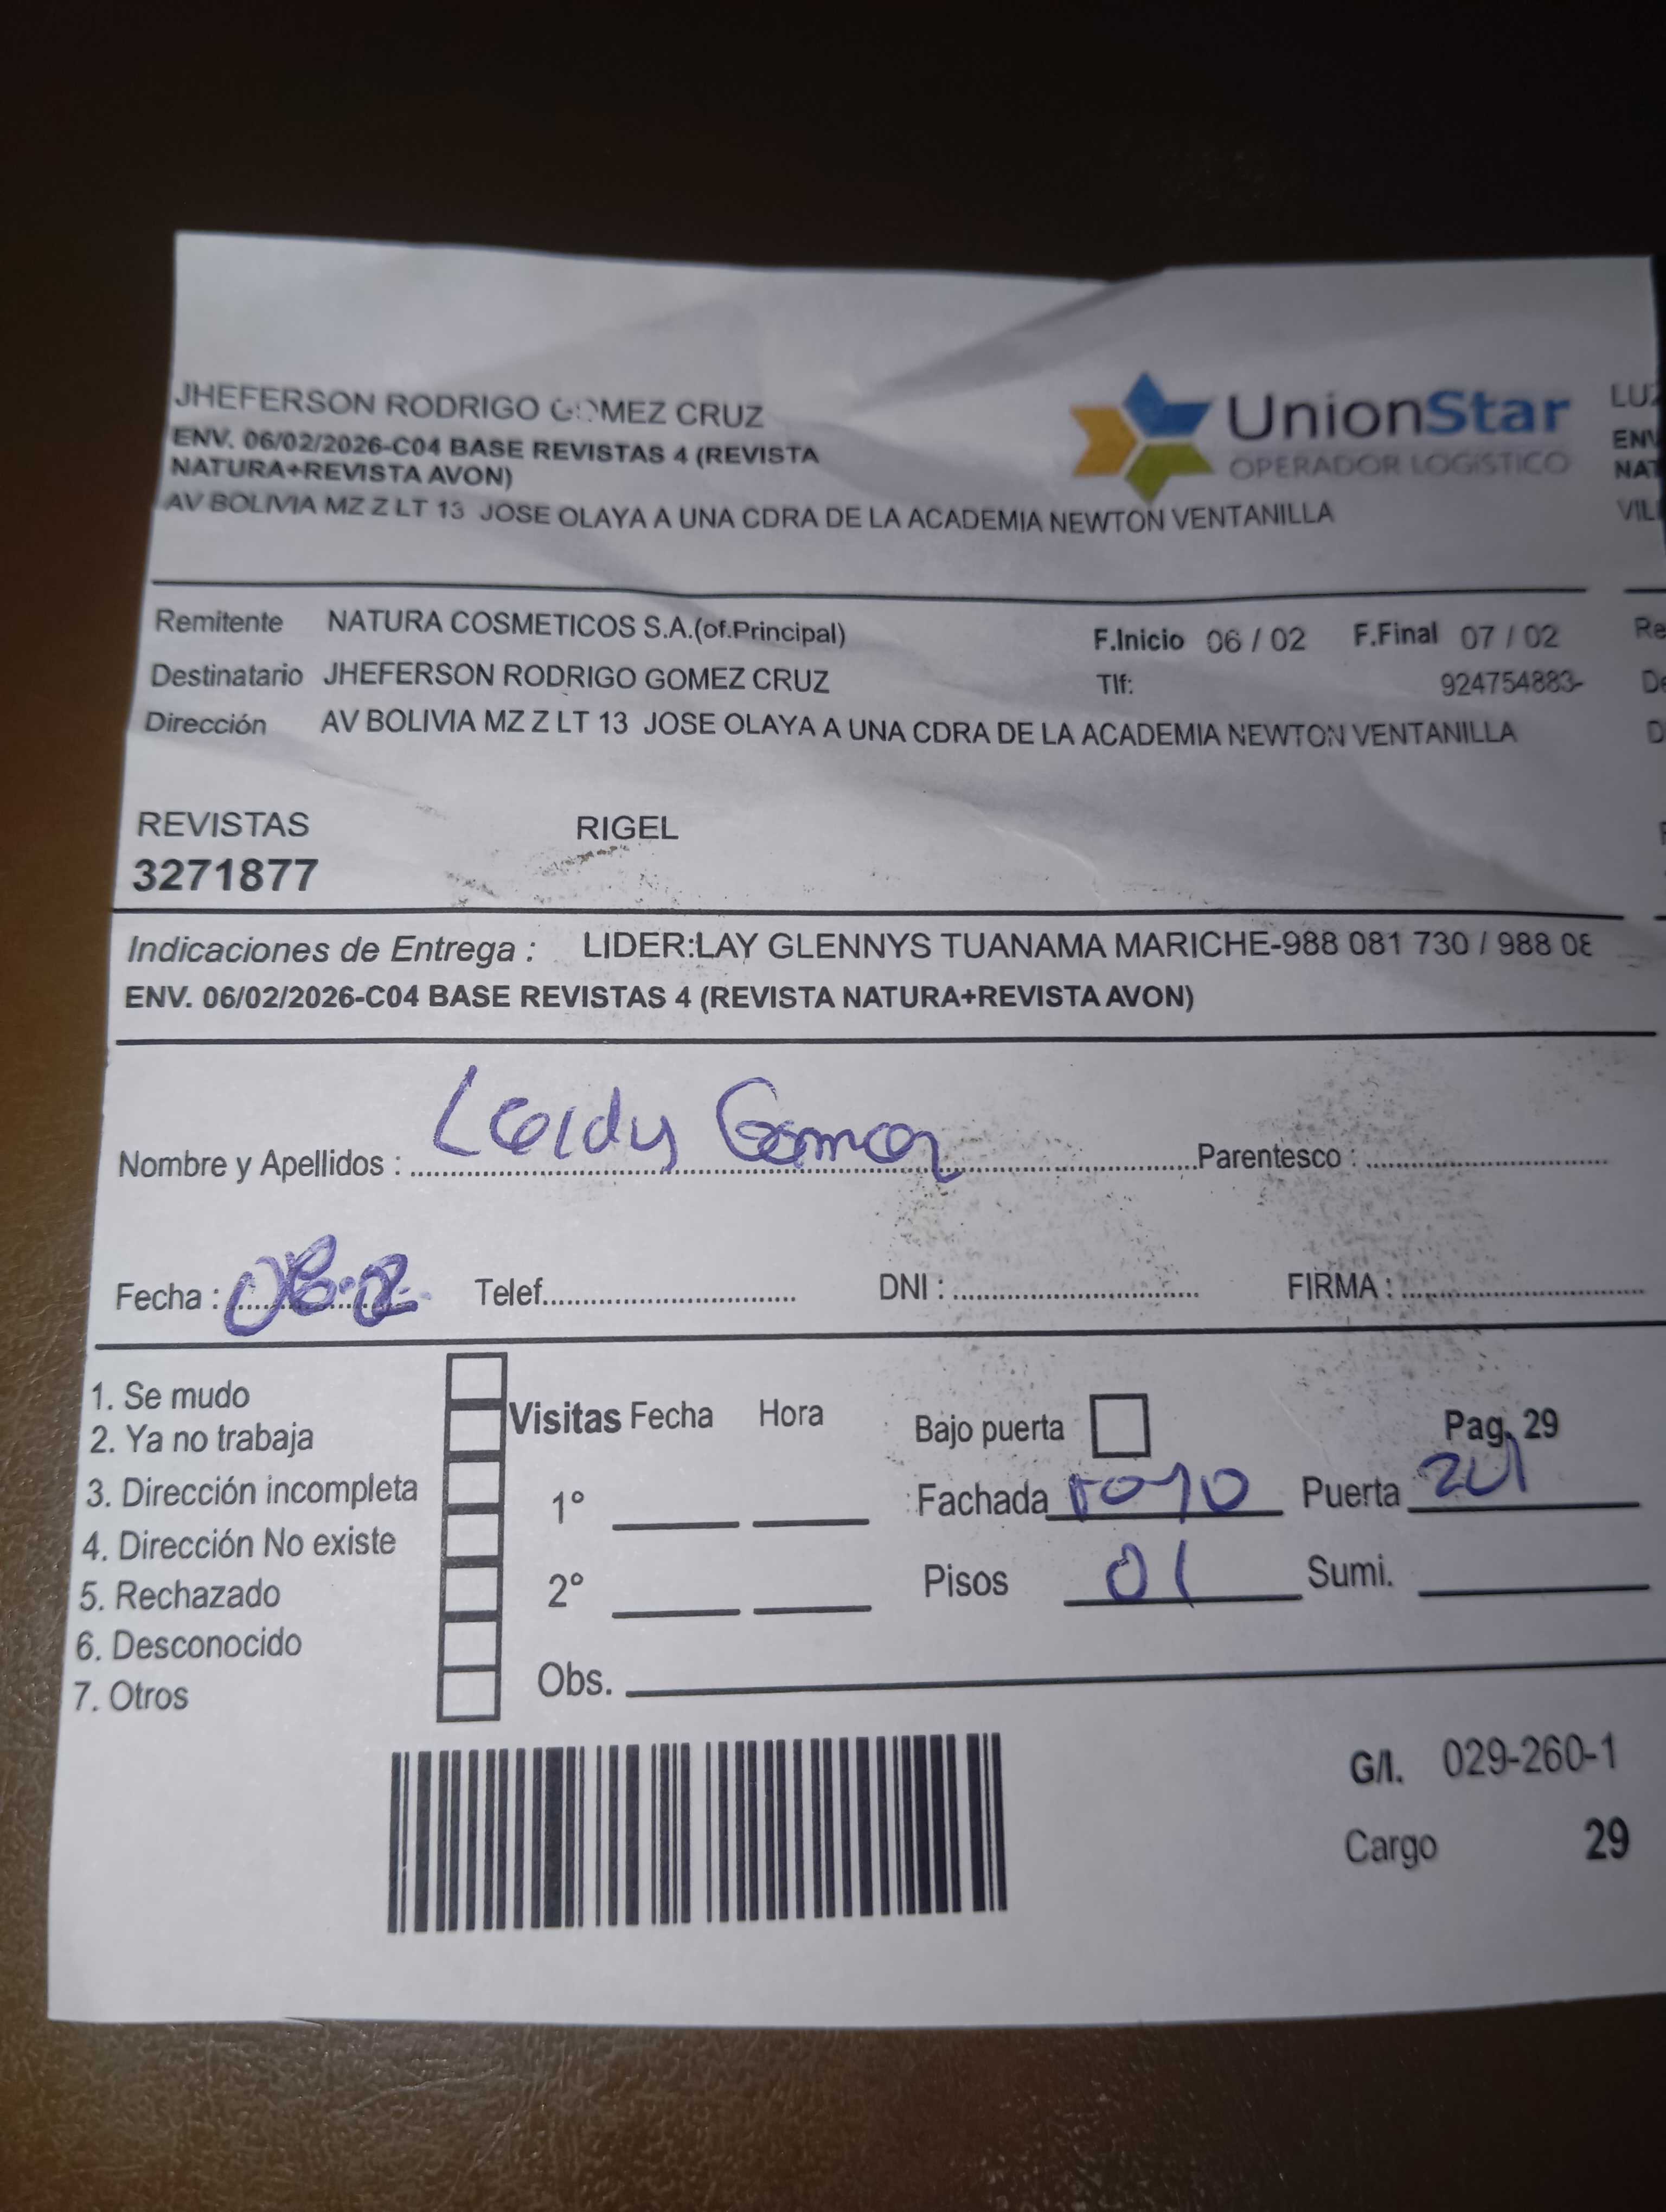 JHEFERSON RODRIGO GOMEZ CRUZ
ENV. 06/02/2026-C04 BASE REVISTAS 4 (REVISTA
NATURA+REVISTA AVON)
AV BOLIVIA MZ Z LT 13 JOSE OLAYA A UNA CDRA DE LA ACADEMIA NEWTON VENTANILLA
UnionStar
OPERADOR LOGÍSTICO
Remitente NATURA COSMETICOS S.A.(of.Principal) F.Inicio 06 / 02 F.Final 07 / 02
Destinatario JHEFERSON RODRIGO GOMEZ CRUZ Tlf: 924754883-
Dirección AV BOLIVIA MZ Z LT 13 JOSE OLAYA A UNA CDRA DE LA ACADEMIA NEWTON VENTANILLA
REVISTAS RIGEL
3271877
Indicaciones de Entrega : LIDER:LAY GLENNYS TUANAMA MARICHE-988 081 730 / 988 08
ENV. 06/02/2026-C04 BASE REVISTAS 4 (REVISTA NATURA+REVISTA AVON)
Nombre y Apellidos : Parentesco :
Fecha : Telef. DNI : FIRMA :
1. Se mudo
2. Ya no trabaja
3. Dirección incompleta
4. Dirección No existe
5. Rechazado
6. Desconocido
7. Otros
Visitas Fecha Hora
1°
2°
Obs.
Bajo puerta Pag. 29
Fachada rojo Puerta
Pisos 01 Sumi.
G/I. 029-260-1
Cargo 29
LUZ
ENV
NAT